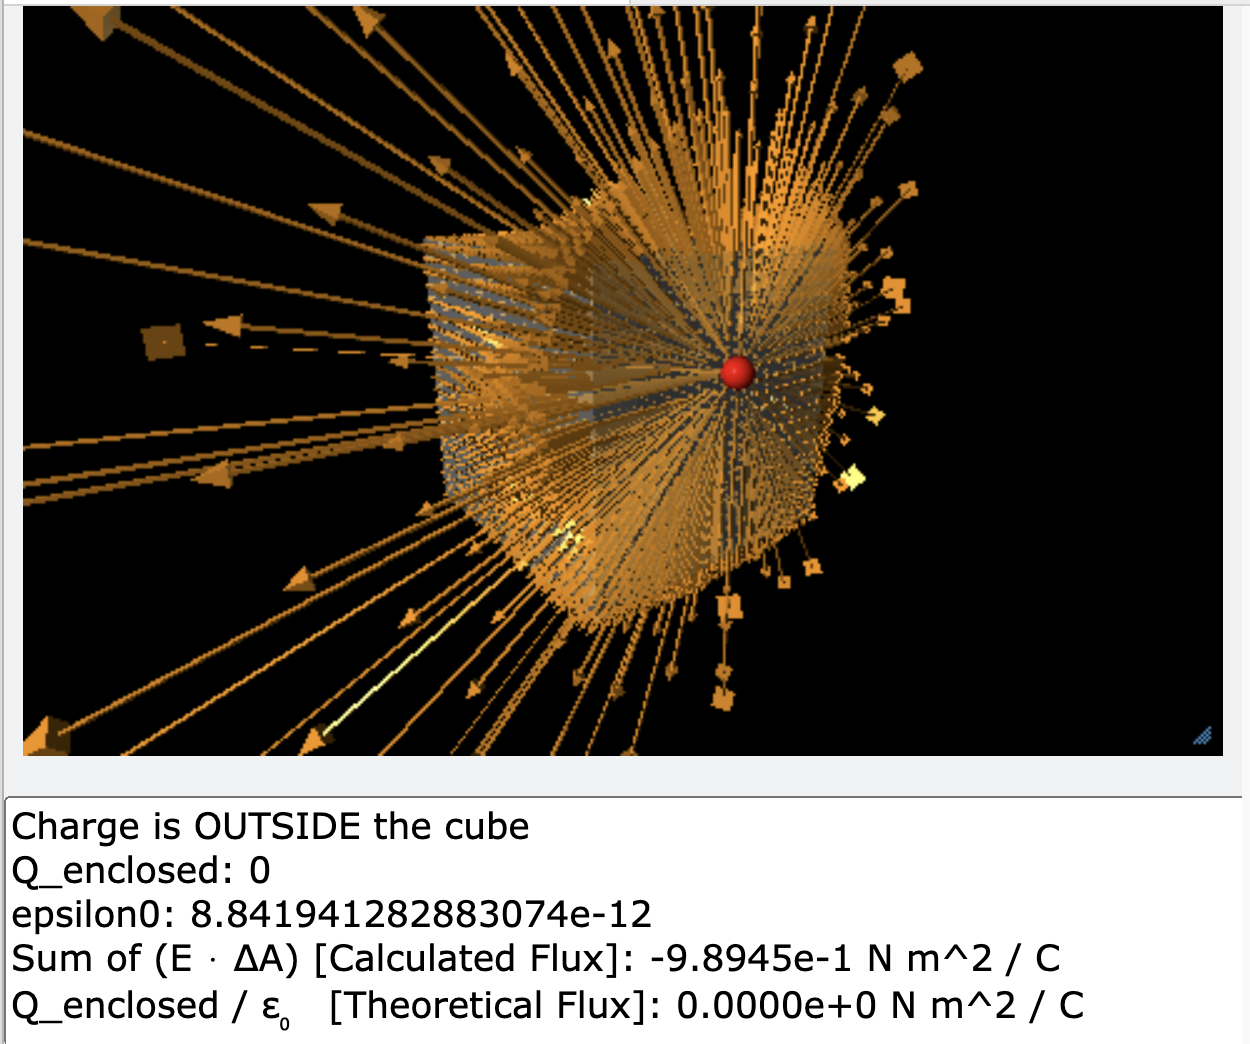 Charge is OUTSIDE the cube
Q_enclosed: 0
epsilon0: 8.841941282883074e-12
Sum of (E · ΔA) [Calculated Flux]: -9.8945e-1 N m^2 / C
Q_enclosed / ε₀ [Theoretical Flux]: 0.0000e+0 N m^2 / C